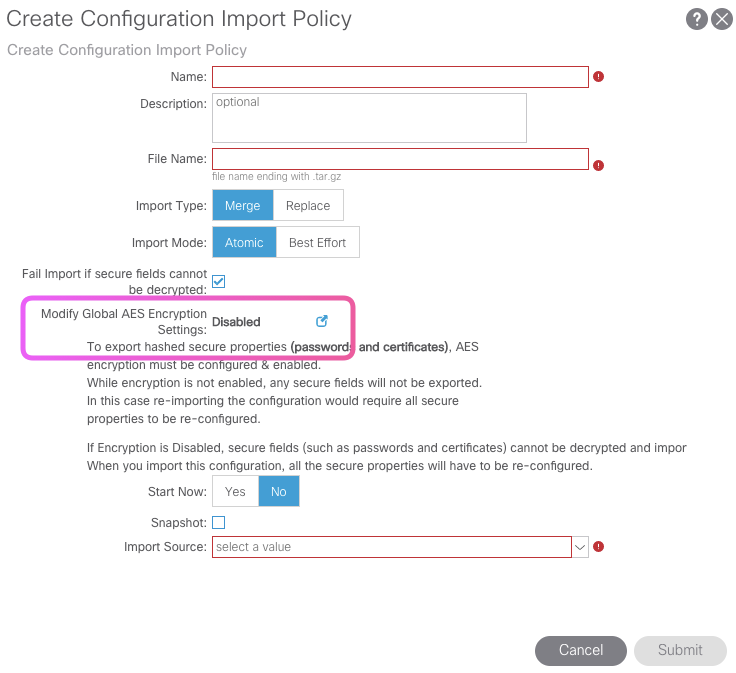 Create Configuration Import Policy
?
Create Configuration Import Policy
Name:
Description: optional
File Name:
file name ending with .tar.gz
Import Type: Merge Replace
Import Mode: Atomic Best Effort
Fail Import if secure fields cannot
be decrypted:
Modify Global AES Encryption
Settings: Disabled
To export hashed secure properties (passwords and certificates), AES
encryption must be configured & enabled.
While encryption is not enabled, any secure fields will not be exported.
In this case re-importing the configuration would require all secure
properties to be re-configured.
If Encryption is Disabled, secure fields (such as passwords and certificates) cannot be decrypted and impor
When you import this configuration, all the secure properties will have to be re-configured.
Start Now: Yes No
Snapshot:
Import Source: select a value
Cancel Submit